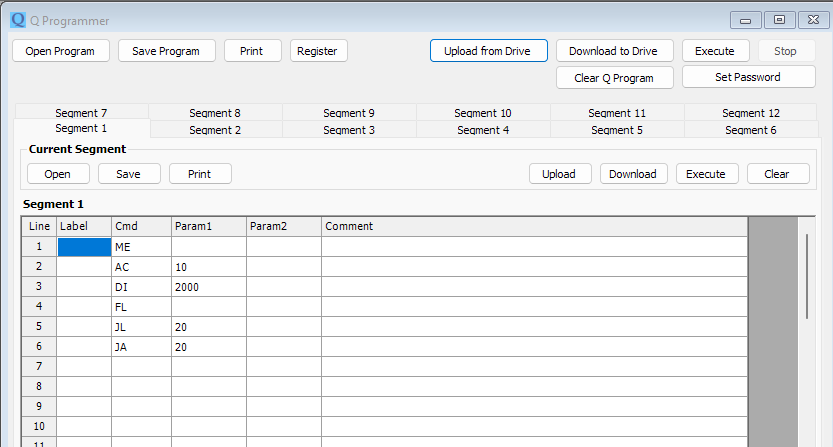 Q Programmer
Open Program Save Program Print Register Upload from Drive Download to Drive Execute Stop
Clear Q Program Set Password
Segment 7 Segment 8 Segment 9 Segment 10 Segment 11 Segment 12
Segment 1 Segment 2 Segment 3 Segment 4 Segment 5 Segment 6
Current Segment
Open Save Print Upload Download Execute Clear
Segment 1
Line Label Cmd Param1 Param2 Comment
1 ME
2 AC 10
3 DI 2000
4 FL
5 JL 20
6 JA 20
7
8
9
10
11